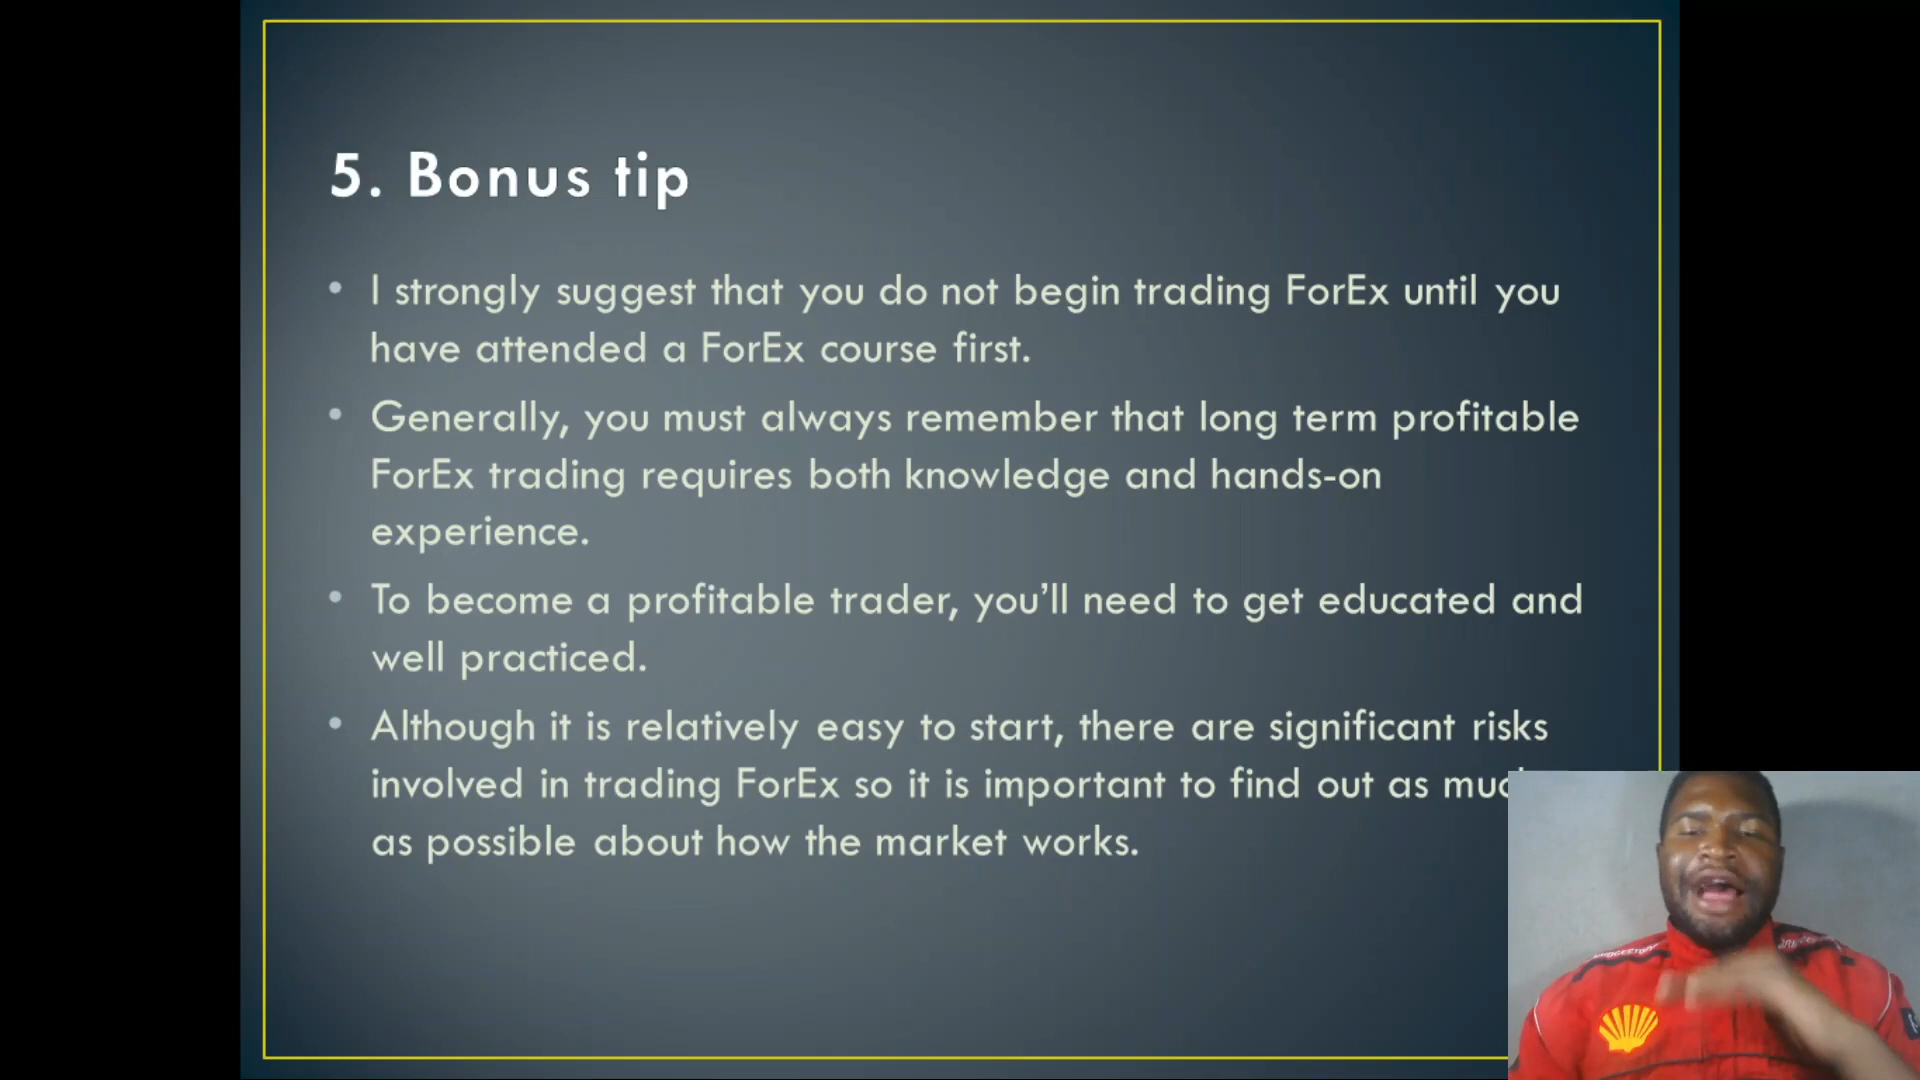 5. Bonus tip
• I strongly suggest that you do not begin trading ForEx until you
have attended a ForEx course first.
• Generally, you must always remember that long term profitable
ForEx trading requires both knowledge and hands-on
experience.
• To become a profitable trader, you'll need to get educated and
well practiced.
• Although it is relatively easy to start, there are significant risks
involved in trading ForEx so it is important to find out as
as possible about how the market works.